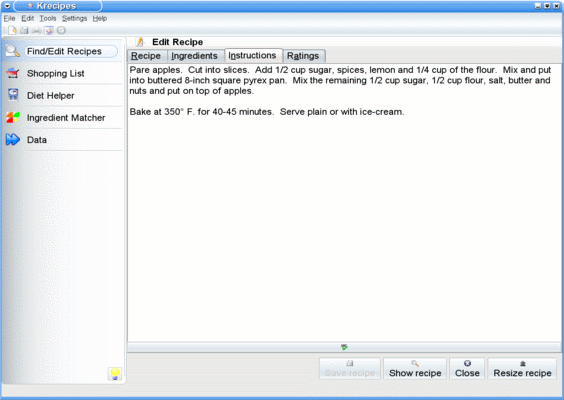 Krecipes
File Edit Tools Settings Help
Find/Edit Recipes
Shopping List
Diet Helper
Ingredient Matcher
Data
Edit Recipe
Recipe Ingredients Instructions Ratings
Pare apples. Cut into slices. Add 1/2 cup sugar, spices, lemon and 1/4 cup of the flour. Mix and put
into buttered 8-inch square pyrex pan. Mix the remaining 1/2 cup sugar, 1/2 cup flour, salt, butter and
nuts and put on top of apples.
Bake at 350° F. for 40-45 minutes. Serve plain or with ice-cream.
Save recipe Show recipe Close Resize recipe